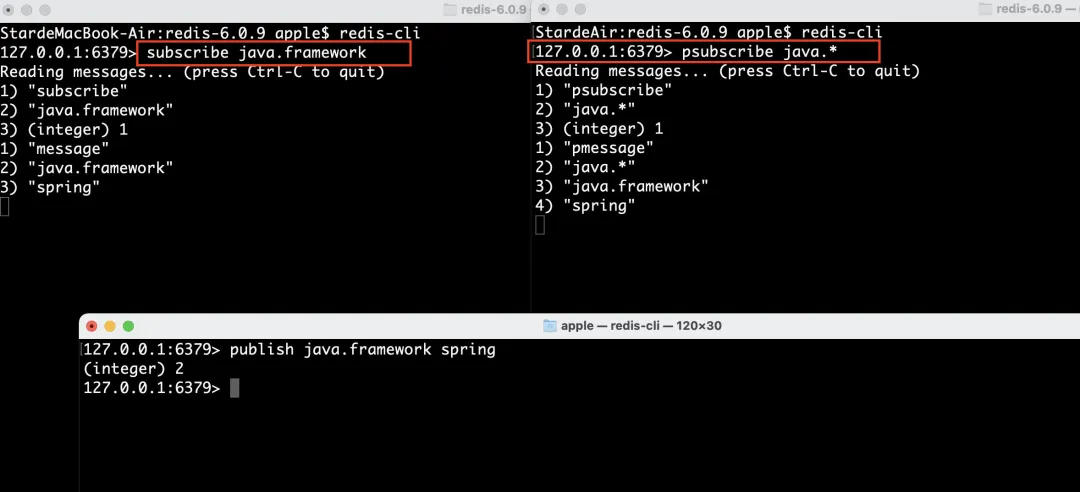 redis-6.0.9
StardeMacBook-Air:redis-6.0.9 apple$ redis-cli
127.0.0.1:6379> subscribe java.framework
Reading messages... (press Ctrl-C to quit)
1) "subscribe"
2) "java.framework"
3) (integer) 1
1) "message"
2) "java.framework"
3) "spring"
redis-6.0.9 —
StardeAir:redis-6.0.9 apple$ redis-cli
[127.0.0.1:6379> psubscribe java.*
Reading messages... (press Ctrl-C to quit)
1) "psubscribe"
2) "java.*"
3) (integer) 1
1) "pmessage"
2) "java.*"
3) "java.framework"
4) "spring"
apple — redis-cli — 120×30
[127.0.0.1:6379> publish java.framework spring
(integer) 2
127.0.0.1:6379>